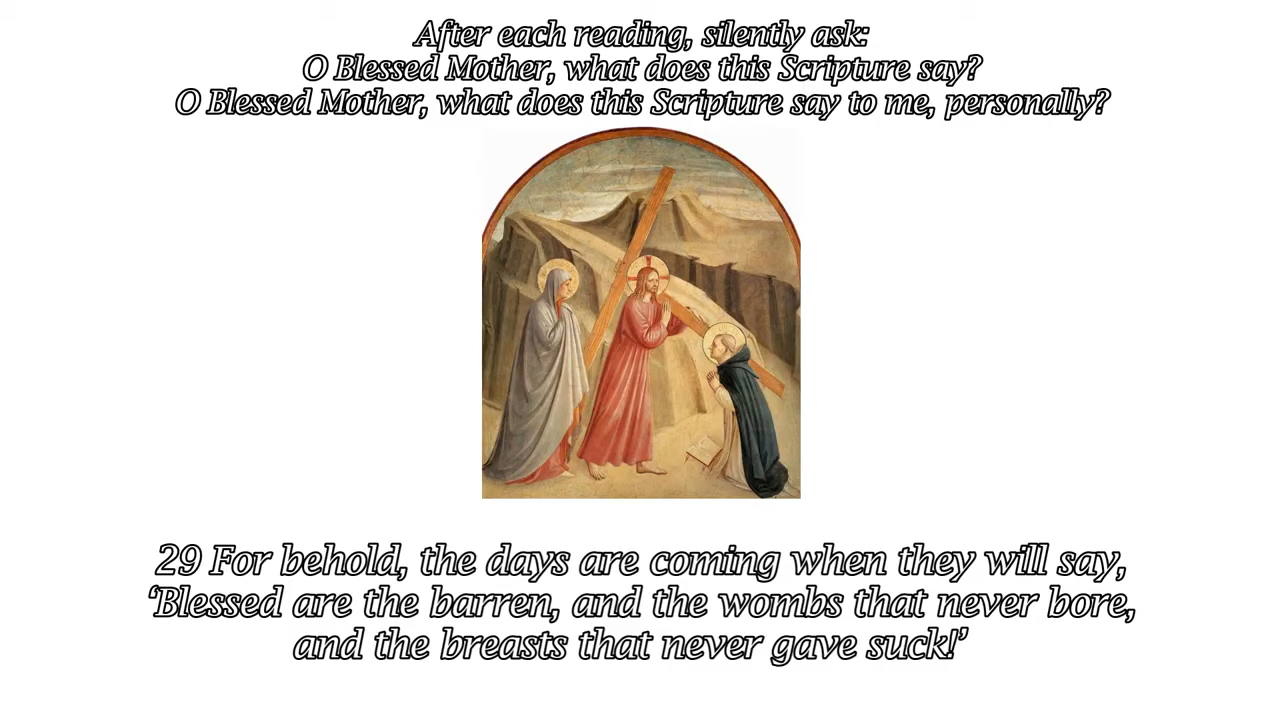 After each reading, silently ask:
O Blessed Mother, what does this Scripture say?
O Blessed Mother, what does this Scripture say to me, personally?
29 For behold, the days are coming when they will say,
‘Blessed are the barren, and the wombs that never bore,
and the breasts that never gave suck!’